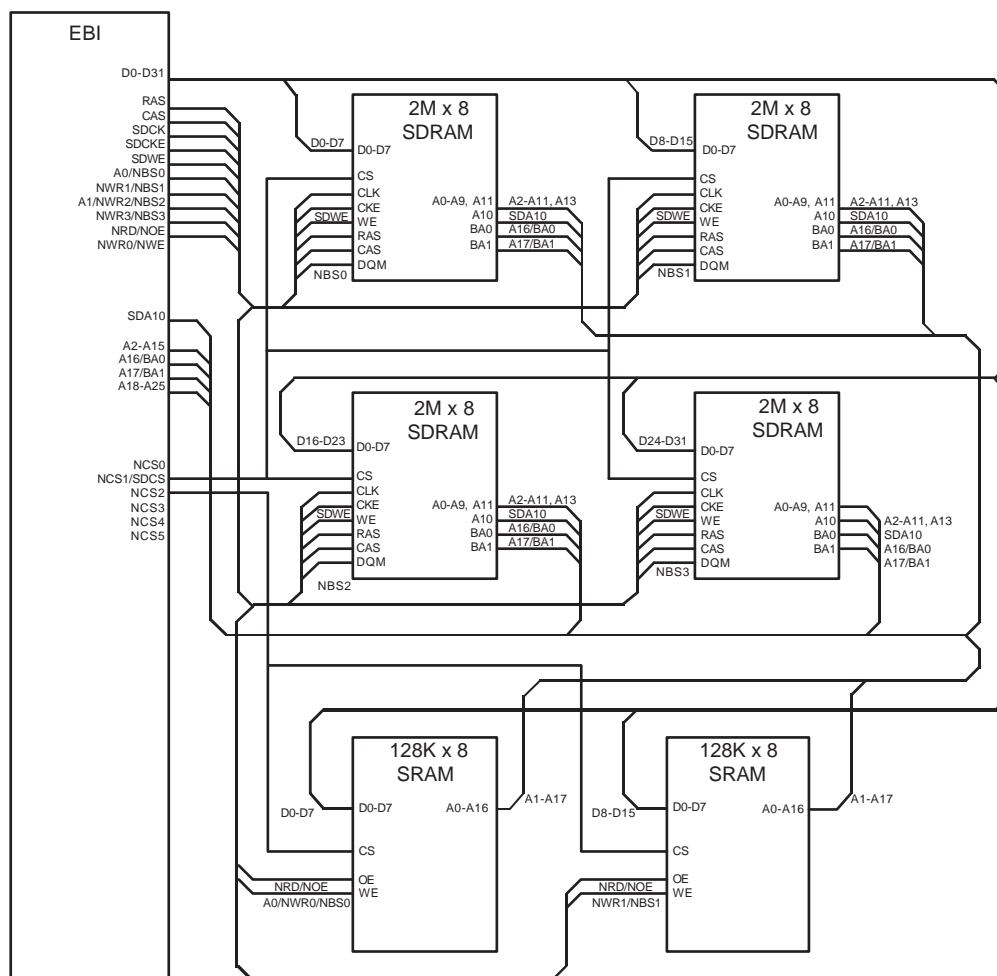 EBI
D0-D31
RAS
CAS
SDCK
SDCKE
SDWE
A0/NBS0
NWR1/NBS1
A1/NWR2/NBS2
NWR3/NBS3
NRD/NOE
NWR0/NWE
SDA10
A2-A15
A16/BA0
A17/BA1
A18-A25
NCS0
NCS1/SDCS
NCS2
NCS3
NCS4
NCS5
2M x 8
SDRAM
D0-D7
D0-D7
CS
CLK
CKE
SDWE
WE
RAS
CAS
DQM
NBS0
A0-A9, A11
A10
BA0
BA1
A2-A11, A13
SDA10
A16/BA0
A17/BA1
2M x 8
SDRAM
D8-D15
D0-D7
CS
CLK
CKE
SDWE
WE
RAS
CAS
DQM
NBS1
A0-A9, A11
A10
BA0
BA1
A2-A11, A13
SDA10
A16/BA0
A17/BA1
2M x 8
SDRAM
D16-D23
D0-D7
CS
CLK
CKE
SDWE
WE
RAS
CAS
DQM
NBS2
A0-A9, A11
A10
BA0
BA1
A2-A11, A13
SDA10
A16/BA0
A17/BA1
2M x 8
SDRAM
D24-D31
D0-D7
CS
CLK
CKE
SDWE
WE
RAS
CAS
DQM
NBS3
A0-A9, A11
A10
BA0
BA1
A2-A11, A13
SDA10
A16/BA0
A17/BA1
128K x 8
SRAM
D0-D7
D0-D7
A0-A16
A1-A17
CS
OE
NRD/NOE
WE
A0/NWR0/NBS0
128K x 8
SRAM
D8-D15
D0-D7
A0-A16
A1-A17
CS
OE
NRD/NOE
WE
NWR1/NBS1